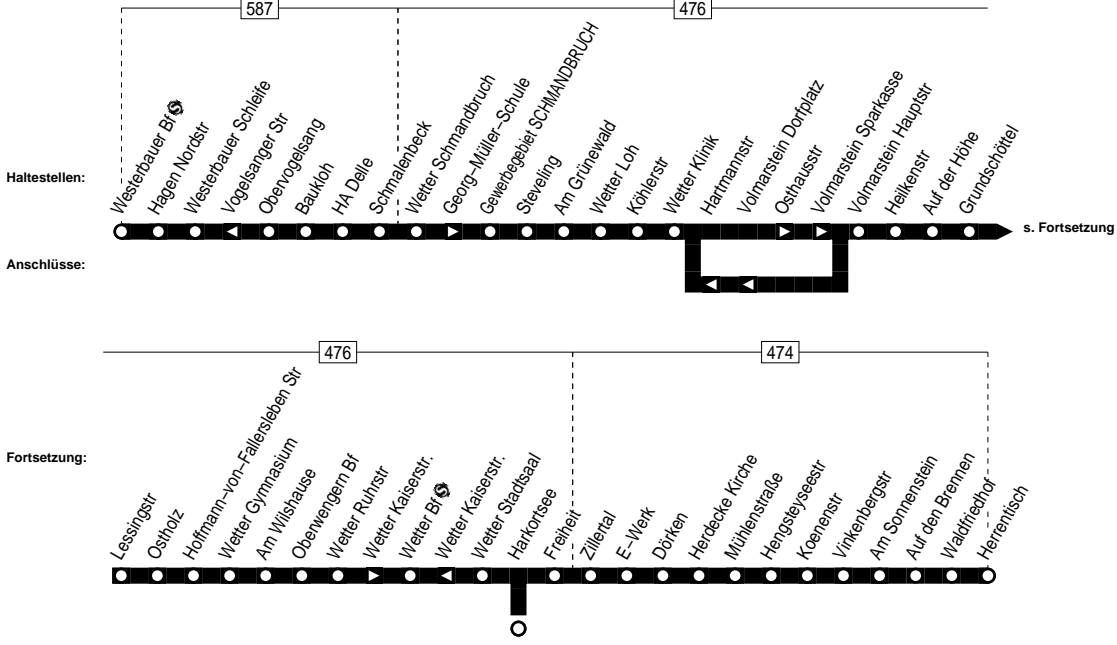 587
476
Haltestellen:
Westerbauer Bf
Hagen Nordstr
Westerbauer Schleife
Vogelsanger Str
Obervogelsang
Baukloh
HA Delle
Schmalenbeck
Wetter Schmandbruch
Georg-Müller-Schule
Gewerbegebiet SCHMANDBRUCH
Steveling
Am Grünewald
Wetter Loh
Köhlerstr
Wetter Klinik
Hartmannstr
Volmarstein Dorfplatz
Osthausstr
Volmarstein Sparkasse
Volmarstein Hauptstr
Heilkenstr
Auf der Höhe
Grundschöttel
s. Fortsetzung
Anschlüsse:
476
474
Fortsetzung:
Lessingstr
Ostholz
Hoffmann-von-Fallersleben Str
Wetter Gymnasium
Am Wilshause
Oberwengern Bf
Wetter Ruhrstr
Wetter Kaiserstr.
Wetter Bf
Wetter Kaiserstr.
Wetter Stadtsaal
Harkortsee
Freiheit
Zillertal
E-Werk
Dörken
Herdecke Kirche
Mühlenstraße
Hengsteyseestr
Koenenstr
Vinkenbergstr
Am Sonnenstein
Auf den Brennen
Waldfriedhof
Herrentisch